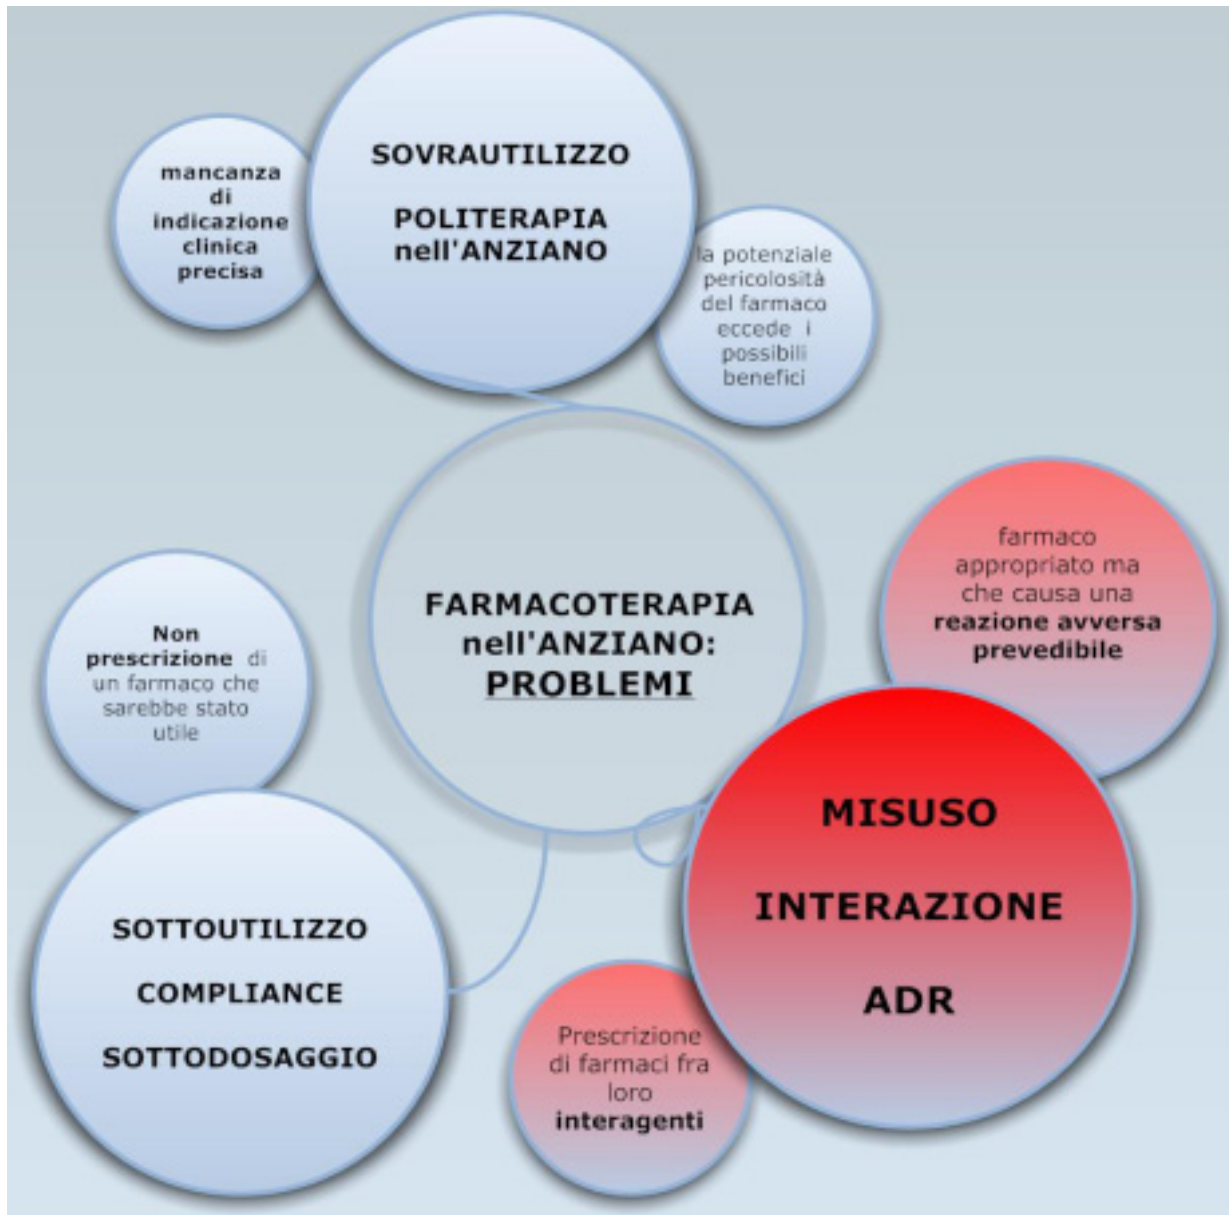 SOVRAUTILIZZO
POLITERAPIA
nell'ANZIANO
mancanza
di
indicazione
clinica
precisa
la potenziale
pericolosità
del farmaco
eccede i
possibili
benefici
FARMACOTERAPIA
nell'ANZIANO:
PROBLEMI
farmaco
appropriato ma
che causa una
reazione avversa
prevedibile
Non
prescrizione di
un farmaco che
sarebbe stato
utile
MISUSO
INTERAZIONE
ADR
SOTTOUTILIZZO
COMPLIANCE
SOTTODOSAGGIO
Prescrizione
di farmaci fra
loro
interagenti